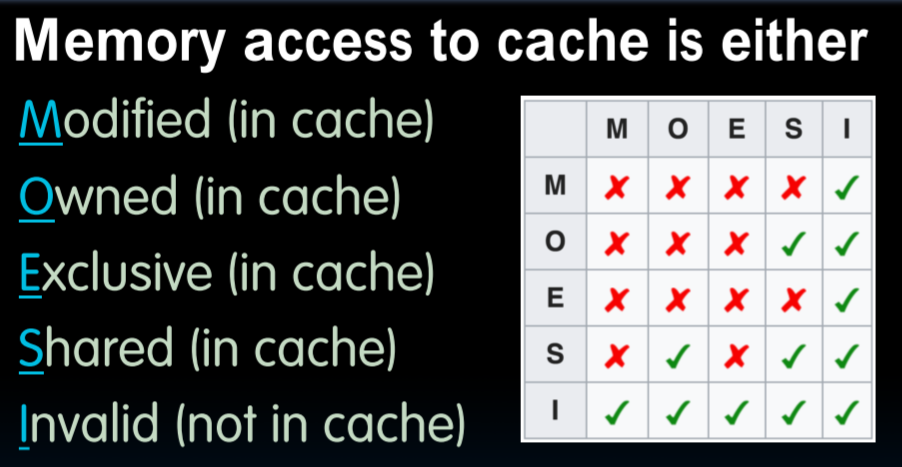 Memory access to cache is either
Modified (in cache)
Owned (in cache)
Exclusive (in cache)
Shared (in cache)
Invalid (not in cache)
M O E S I
M ✗ ✗ ✗ ✗ ✓
O ✗ ✗ ✗ ✓ ✓
E ✗ ✗ ✗ ✗ ✓
S ✗ ✓ ✗ ✓ ✓
I ✓ ✓ ✓ ✓ ✓